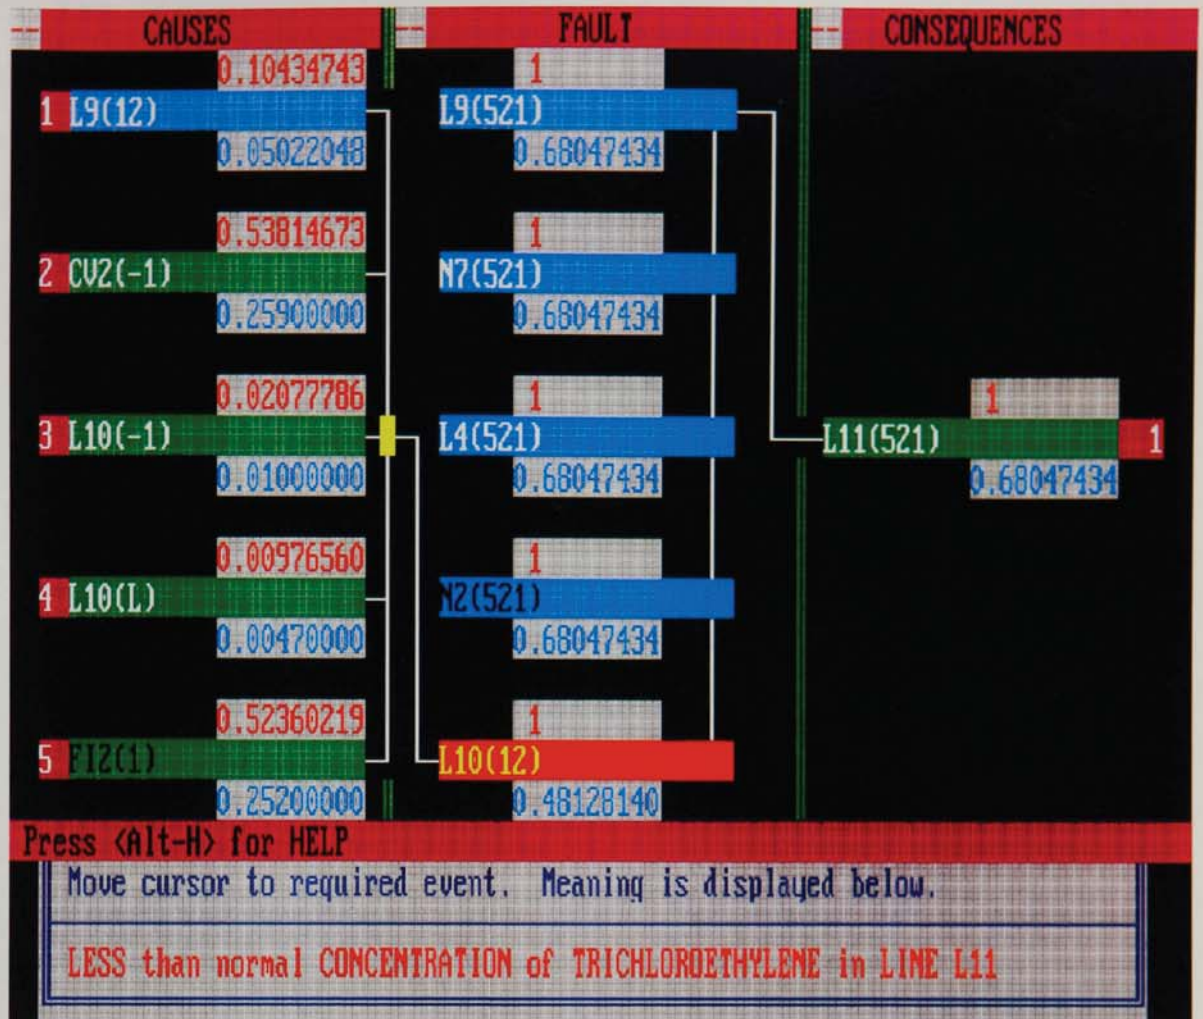 -- CAUSES -- FAULT -- CONSEQUENCES
0.10434743 1
1 L9(12) L9(521)
0.05022048 0.68047434
0.53814673 1
2 CV2(-1) N7(521)
0.25900000 0.68047434
0.02077786 1 1
3 L10(-1) L4(521) L11(521) 1
0.01000000 0.68047434 0.68047434
0.00976560 1
4 L10(L) N2(521)
0.00470000 0.68047434
0.52360219 1
5 FI2(1) L10(12)
0.25200000 0.48128140
Press <Alt-H> for HELP
Move cursor to required event. Meaning is displayed below.
LESS than normal CONCENTRATION of TRICHLOROETHYLENE in LINE L11